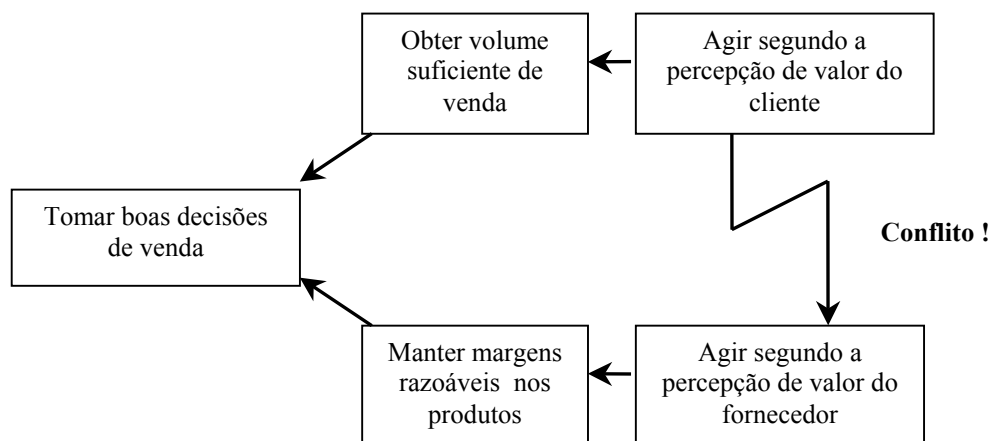 Obter volume
suficiente de
venda
Agir segundo a
percepção de valor do
cliente
Tomar boas decisões
de venda
Conflito !
Manter margens
razoáveis nos
produtos
Agir segundo a
percepção de valor do
fornecedor